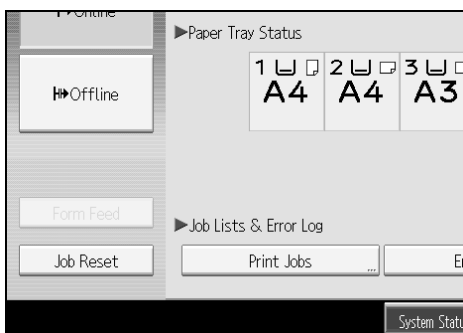 Online
▶Paper Tray Status
1 2 3
A4 A4 A3
Offline
Form Feed
▶Job Lists & Error Log
Job Reset
Print Jobs ...
System Statu